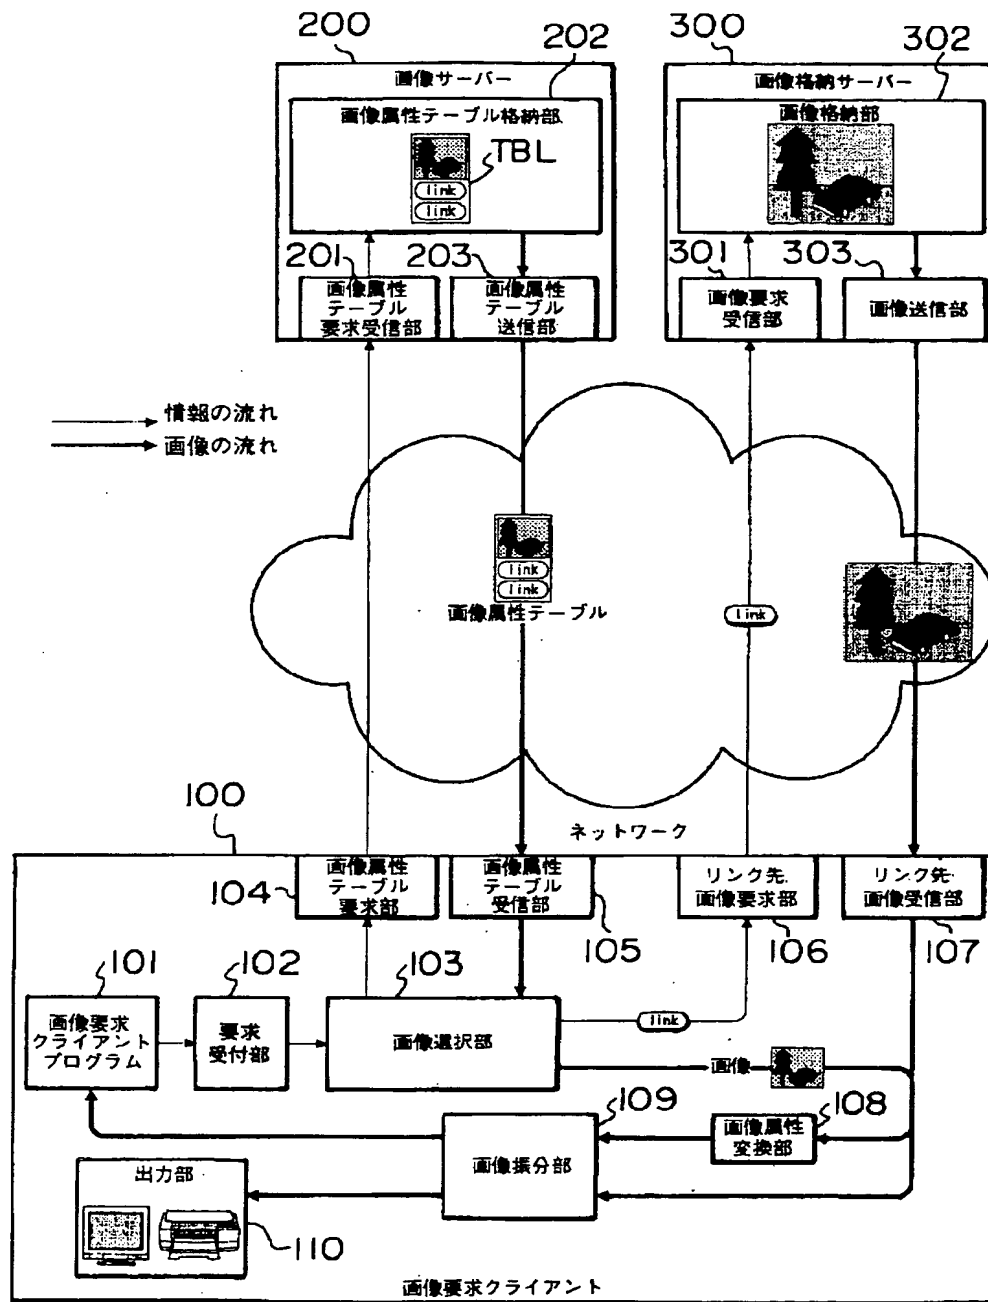 200
202
300
302
画像サーバー
画像属性テーブル格納部
TBL
link
link
画像格納サーバー
画像格納部
201
203
301
303
画像属性
テーブル
要求受信部
画像属性
テーブル
送信部
画像要求
受信部
画像送信部
情報の流れ
画像の流れ
link
link
画像属性テーブル
link
100
ネットワーク
104
画像属性
テーブル
要求部
画像属性
テーブル
受信部
105
リンク先
画像要求部
106
リンク先
画像受信部
107
101
102
103
画像要求
クライアント
プログラム
要求
受付部
画像選択部
link
画像
109
108
画像振分部
画像属性
変換部
出力部
110
画像要求クライアント